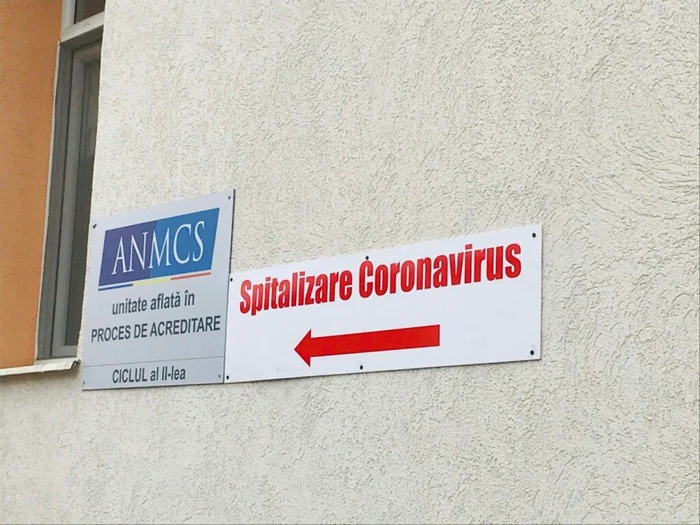 ANMCS
unitate aflată în
PROCES DE ACREDITARE
CICLUL al II-lea
Spitalizare Coronavirus